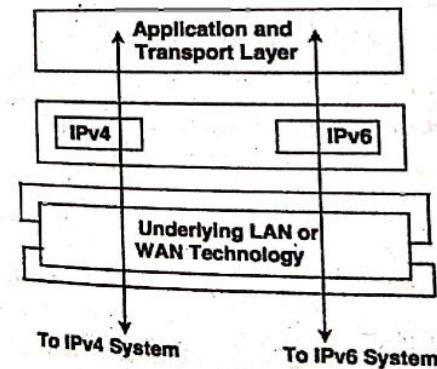 Application and
Transport Layer
IPv4 IPv6
Underlying LAN or
WAN Technology
To IPv4 System To IPv6 System